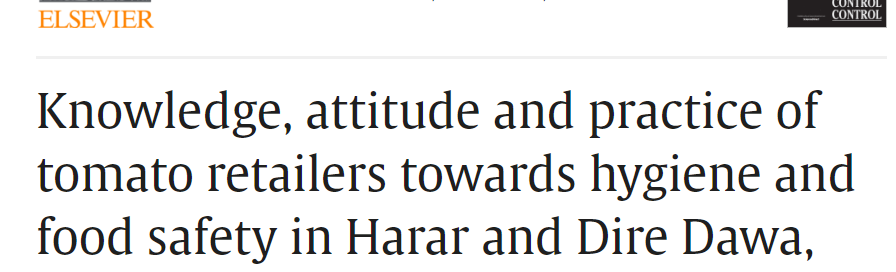 ELSEVIER
CONTROL
CONTROL
Knowledge, attitude and practice of
tomato retailers towards hygiene and
food safety in Harar and Dire Dawa,